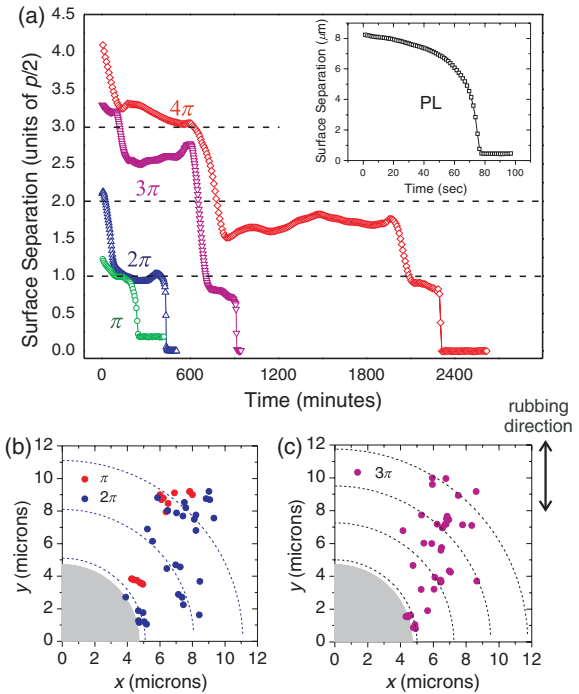 (a)
4.5
4.0
3.5
3.0
2.5
2.0
1.5
1.0
0.5
0.0
Surface Separation (units of p/2)
0 600 1200 1800 2400
Time (minutes)
4π
3π
2π
π
Surface Separation (μm)
8
6
4
2
0
PL
0 20 40 60 80 100
Time (sec)
rubbing
direction
(b)
π
2π
y (microns)
12
10
8
6
4
2
0
0 2 4 6 8 10 12
x (microns)
(c)
3π
y (microns)
12
10
8
6
4
2
0
0 2 4 6 8 10 12
x (microns)